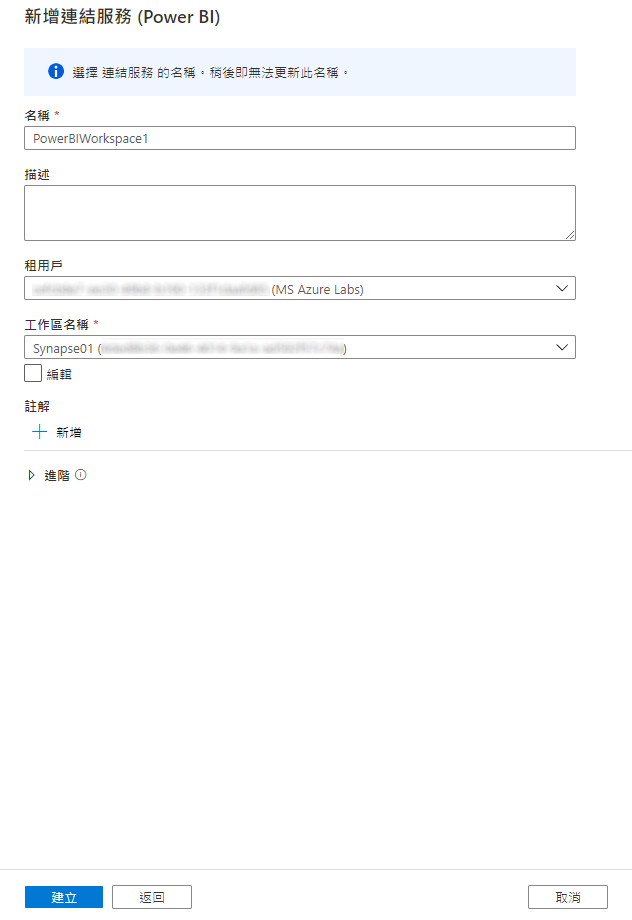 新增連結服務 (Power BI)
選擇 連結服務 的名稱。稍後即無法更新此名稱。
名稱 *
PowerBIWorkspace1
描述
租用戶
(MS Azure Labs)
工作區名稱 *
Synapse01 ( )
編輯
註解
新增
進階
建立 返回 取消